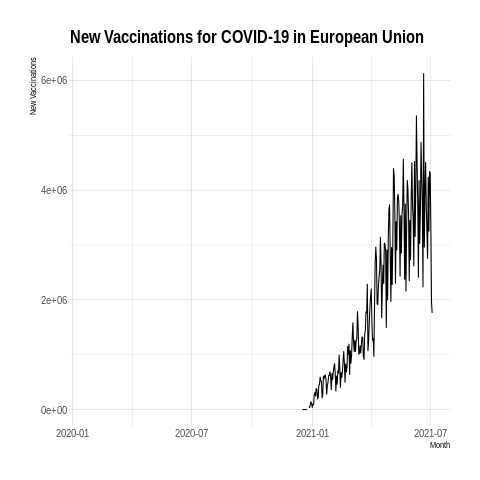 New Vaccinations for COVID-19 in European Union
New Vaccinations
6e+06
4e+06
2e+06
0e+00
2020-01 2020-07 2021-01 2021-07
Month